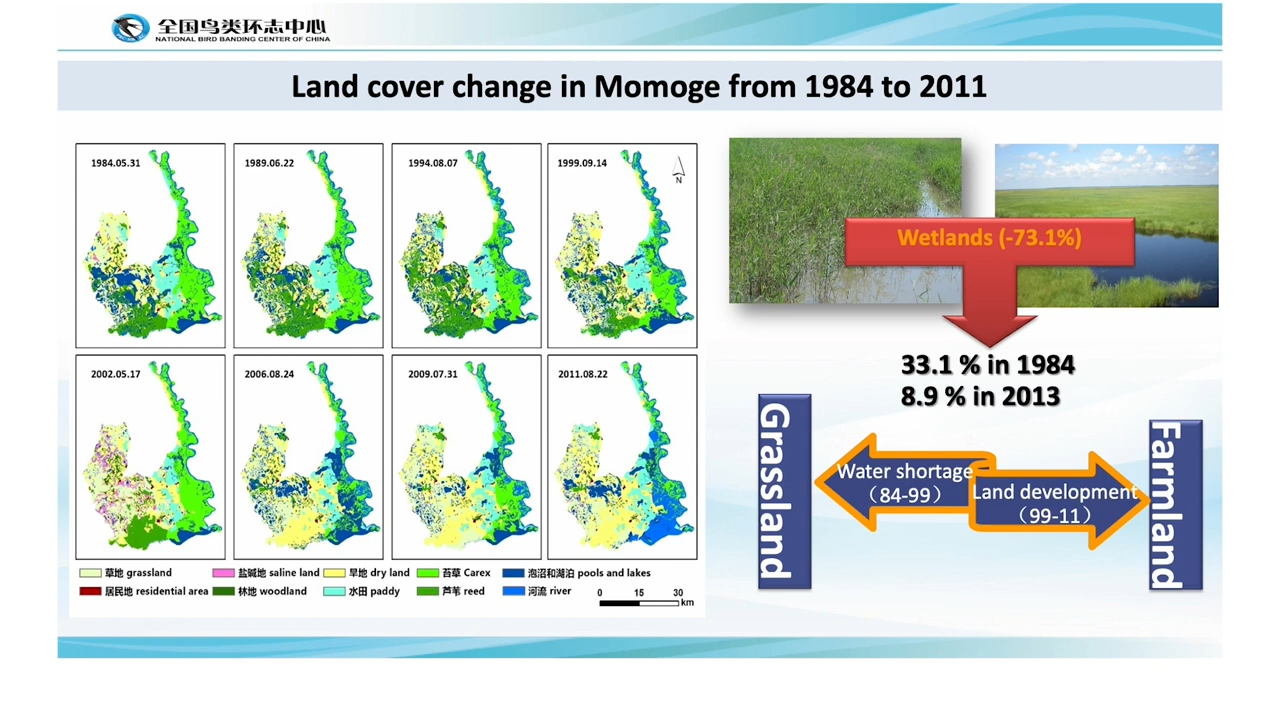 全国鸟类环志中心
NATIONAL BIRD BANDING CENTER OF CHINA
Land cover change in Momoge from 1984 to 2011
1984.05.31
1989.06.22
1994.08.07
1999.09.14
N
2002.05.17
2006.08.24
2009.07.31
2011.08.22
草地 grassland
盐碱地 saline land
旱地 dry land
苔草 Carex
泡沼和湖泊 pools and lakes
居民地 residential area
林地 woodland
水田 paddy
芦苇 reed
河流 river
0 15 30
km
Wetlands (-73.1%)
33.1 % in 1984
8.9 % in 2013
Grassland
Water shortage
（84-99）
Land development
（99-11）
Farmland